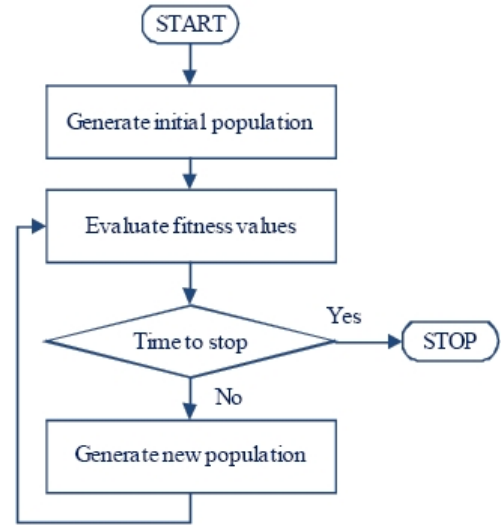 START
Generate initial population
Evaluate fitness values
Time to stop
Yes
STOP
No
Generate new population